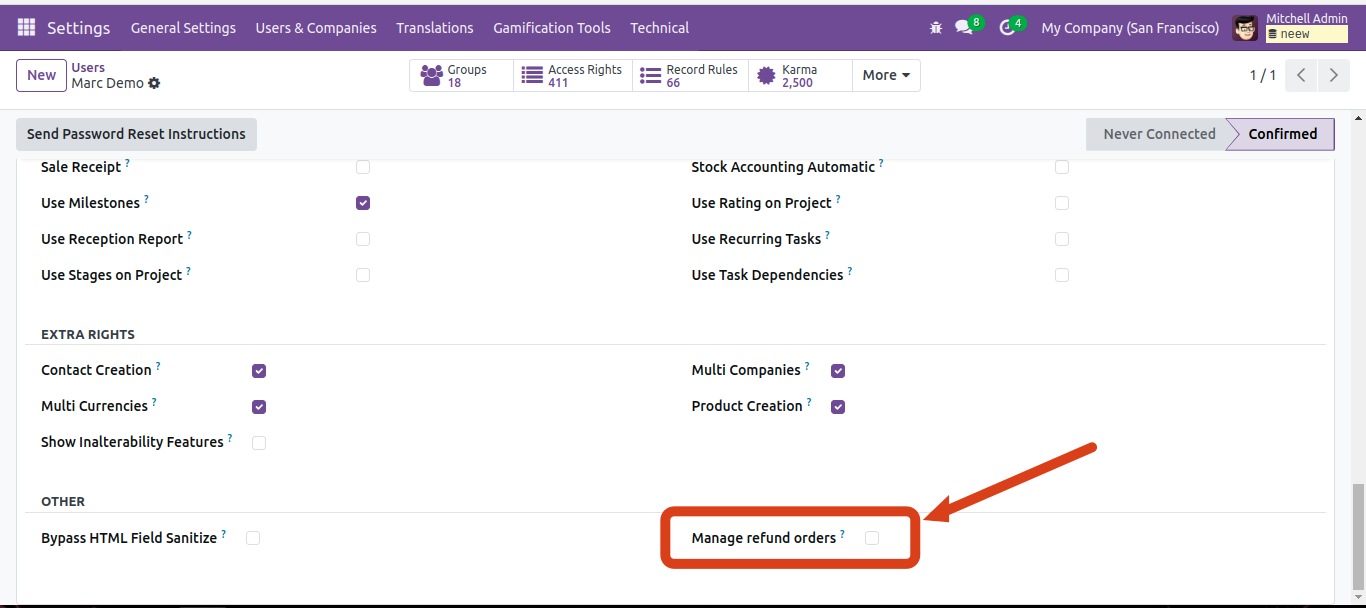 Settings General Settings Users & Companies Translations Gamification Tools Technical 8 4 My Company (San Francisco) Mitchell Admin
neew
New Users Groups Access Rights Record Rules Karma More 1 / 1
Marc Demo 18 411 66 2,500
Send Password Reset Instructions Never Connected Confirmed
Sale Receipt ? Stock Accounting Automatic ?
Use Milestones ? Use Rating on Project ?
Use Reception Report ? Use Recurring Tasks ?
Use Stages on Project ? Use Task Dependencies ?
EXTRA RIGHTS
Contact Creation ? Multi Companies ?
Multi Currencies ? Product Creation ?
Show Inalterability Features ?
OTHER
Bypass HTML Field Sanitize ? Manage refund orders ?